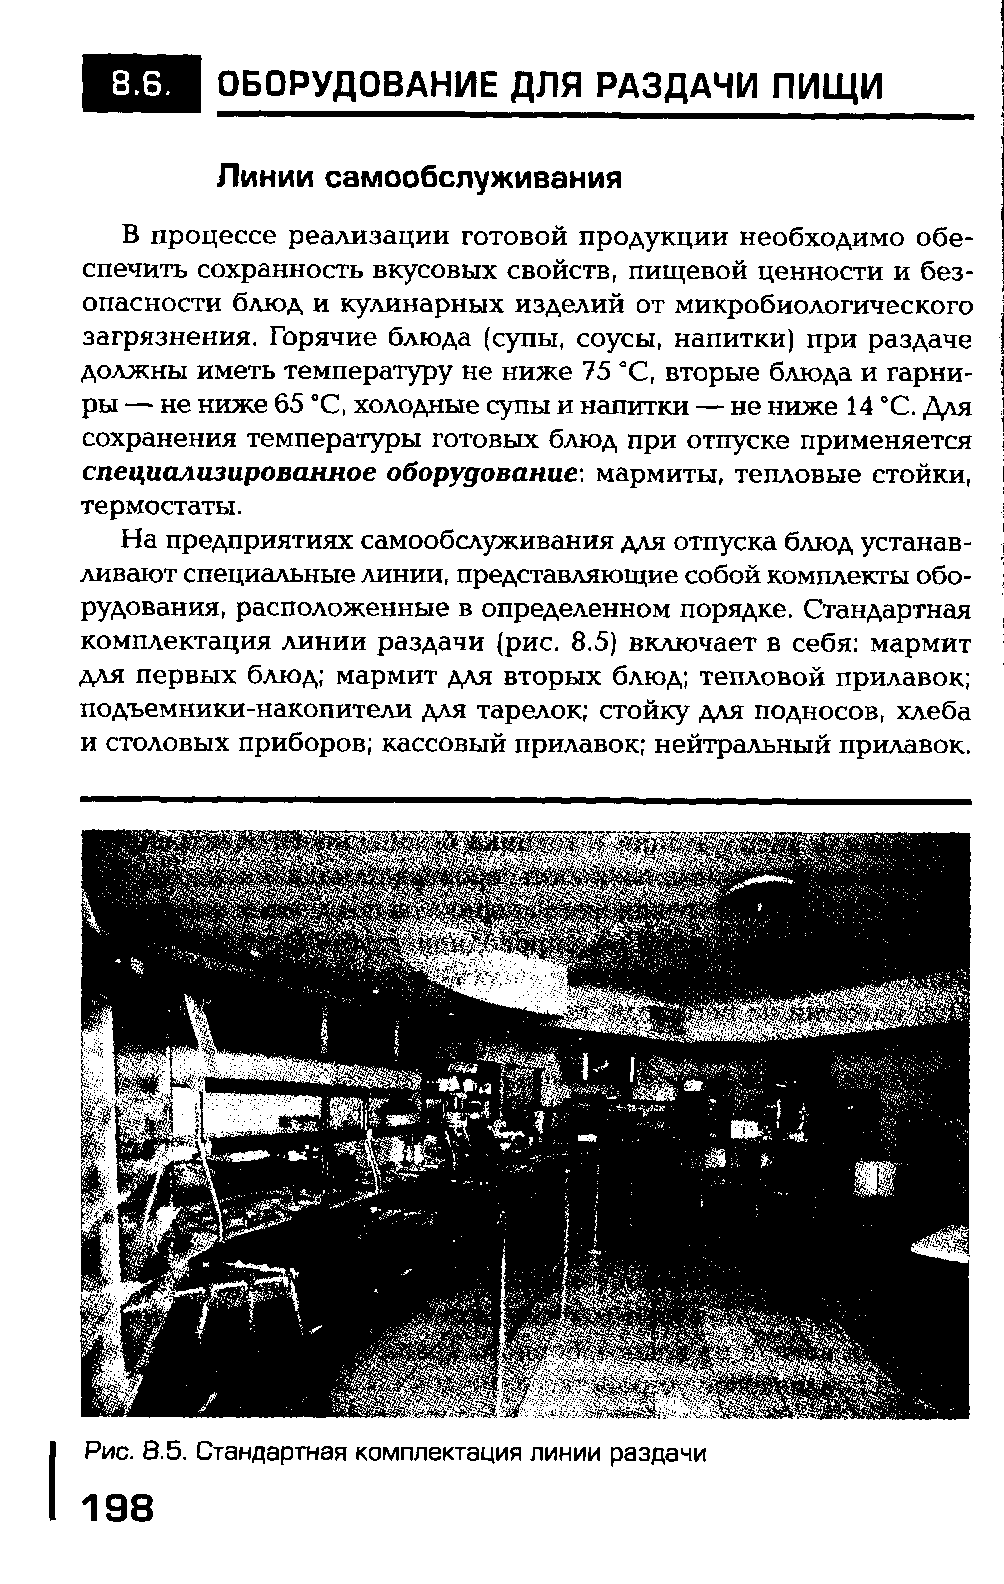 8.6. ОБОРУДОВАНИЕ ДЛЯ РАЗДАЧИ ПИЩИ
Линии самообслуживания
В процессе реализации готовой продукции необходимо обе-
спечить сохранность вкусовых свойств, пищевой ценности и без-
опасности блюд и кулинарных изделий от микробиологического
загрязнения. Горячие блюда (супы, соусы, напитки) при раздаче
должны иметь температуру не ниже 75 °С, вторые блюда и гарни-
ры — не ниже 65 °С, холодные супы и напитки — не ниже 14 °С. Для
сохранения температуры готовых блюд при отпуске применяется
специализированное оборудование: мармиты, тепловые стойки,
термостаты.
На предприятиях самообслуживания для отпуска блюд устанав-
ливают специальные линии, представляющие собой комплекты обо-
рудования, расположенные в определенном порядке. Стандартная
комплектация линии раздачи (рис. 8.5) включает в себя: мармит
для первых блюд; мармит для вторых блюд; тепловой прилавок;
подъемники-накопители для тарелок; стойку для подносов, хлеба
и столовых приборов; кассовый прилавок; нейтральный прилавок.
Рис. 8.5. Стандартная комплектация линии раздачи
198